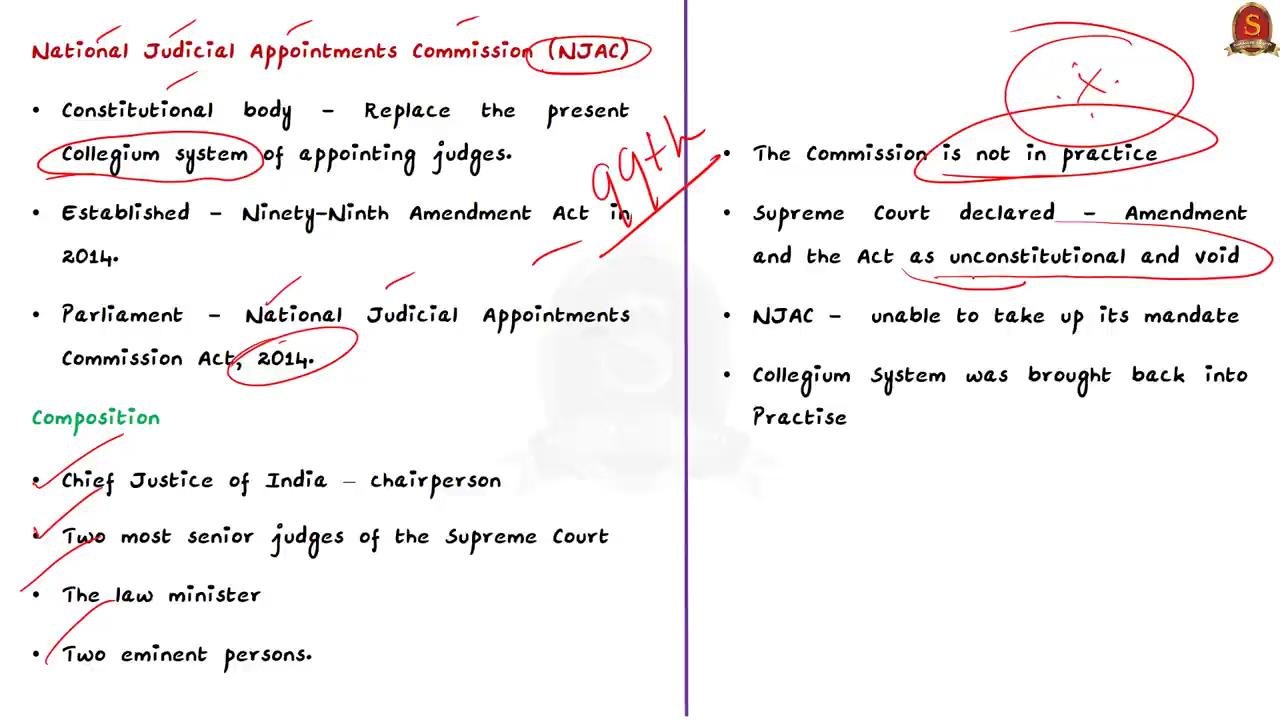 National Judicial Appointments Commission (NJAC)
• Constitutional body – Replace the present
Collegium system of appointing judges.
• Established – Ninety-Ninth Amendment Act in
2014.
• Parliament – National Judicial Appointments
Commission Act, 2014.
Composition
• Chief Justice of India – chairperson
• Two most senior judges of the Supreme Court
• The law minister
• Two eminent persons.
99th
• The Commission is not in practice
• Supreme Court declared – Amendment
and the Act as unconstitutional and void
• NJAC – unable to take up its mandate
• Collegium System was brought back into
Practise
S